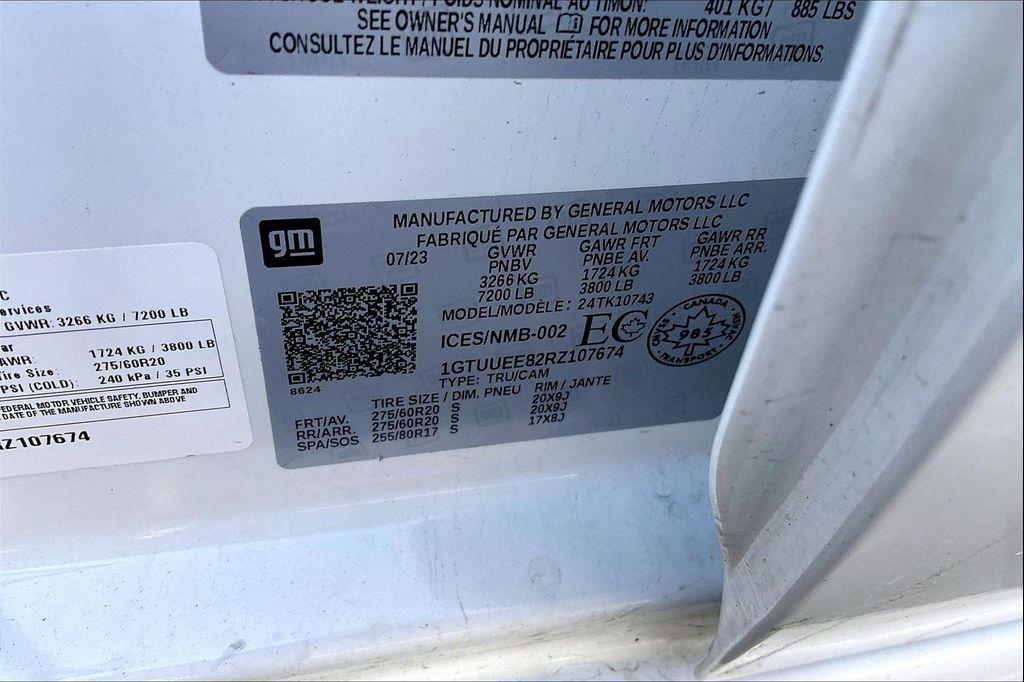 POIDS NOMINAL AU TIMON: 401 KG / 885 LBS
SEE OWNER'S MANUAL FOR MORE INFORMATION
CONSULTEZ LE MANUEL DU PROPRIÉTAIRE POUR PLUS D'INFORMATIONS.
gm
MANUFACTURED BY GENERAL MOTORS LLC
FABRIQUÉ PAR GENERAL MOTORS LLC
07/23 GVWR GAWR FRT GAWR RR
PNBV PNBE AV. PNBE ARR.
3266 KG 1724 KG 1724 KG
7200 LB 3800 LB 3800 LB
MODEL/MODÈLE: 24TK10743
ICES/NMB-002 EC
CANADA
985
TRANSPORT
1GTUUEE82RZ107674
TYPE: TRU/CAM
8624
TIRE SIZE / DIM. PNEU RIM / JANTE
FRT/AV. 275/60R20 S 20X9J
RR/ARR. 275/60R20 S 20X9J
SPA/SOS 255/80R17 S 17X8J
C
ervices
GVWR: 3266 KG / 7200 LB
ar
AWR: 1724 KG / 3800 LB
ire Size: 275/60R20
PSI (COLD): 240 kPa / 35 PSI
EDERAL MOTOR VEHICLE SAFETY, BUMPER AND
DATE OF THE MANUFACTURE SHOWN ABOVE
Z107674